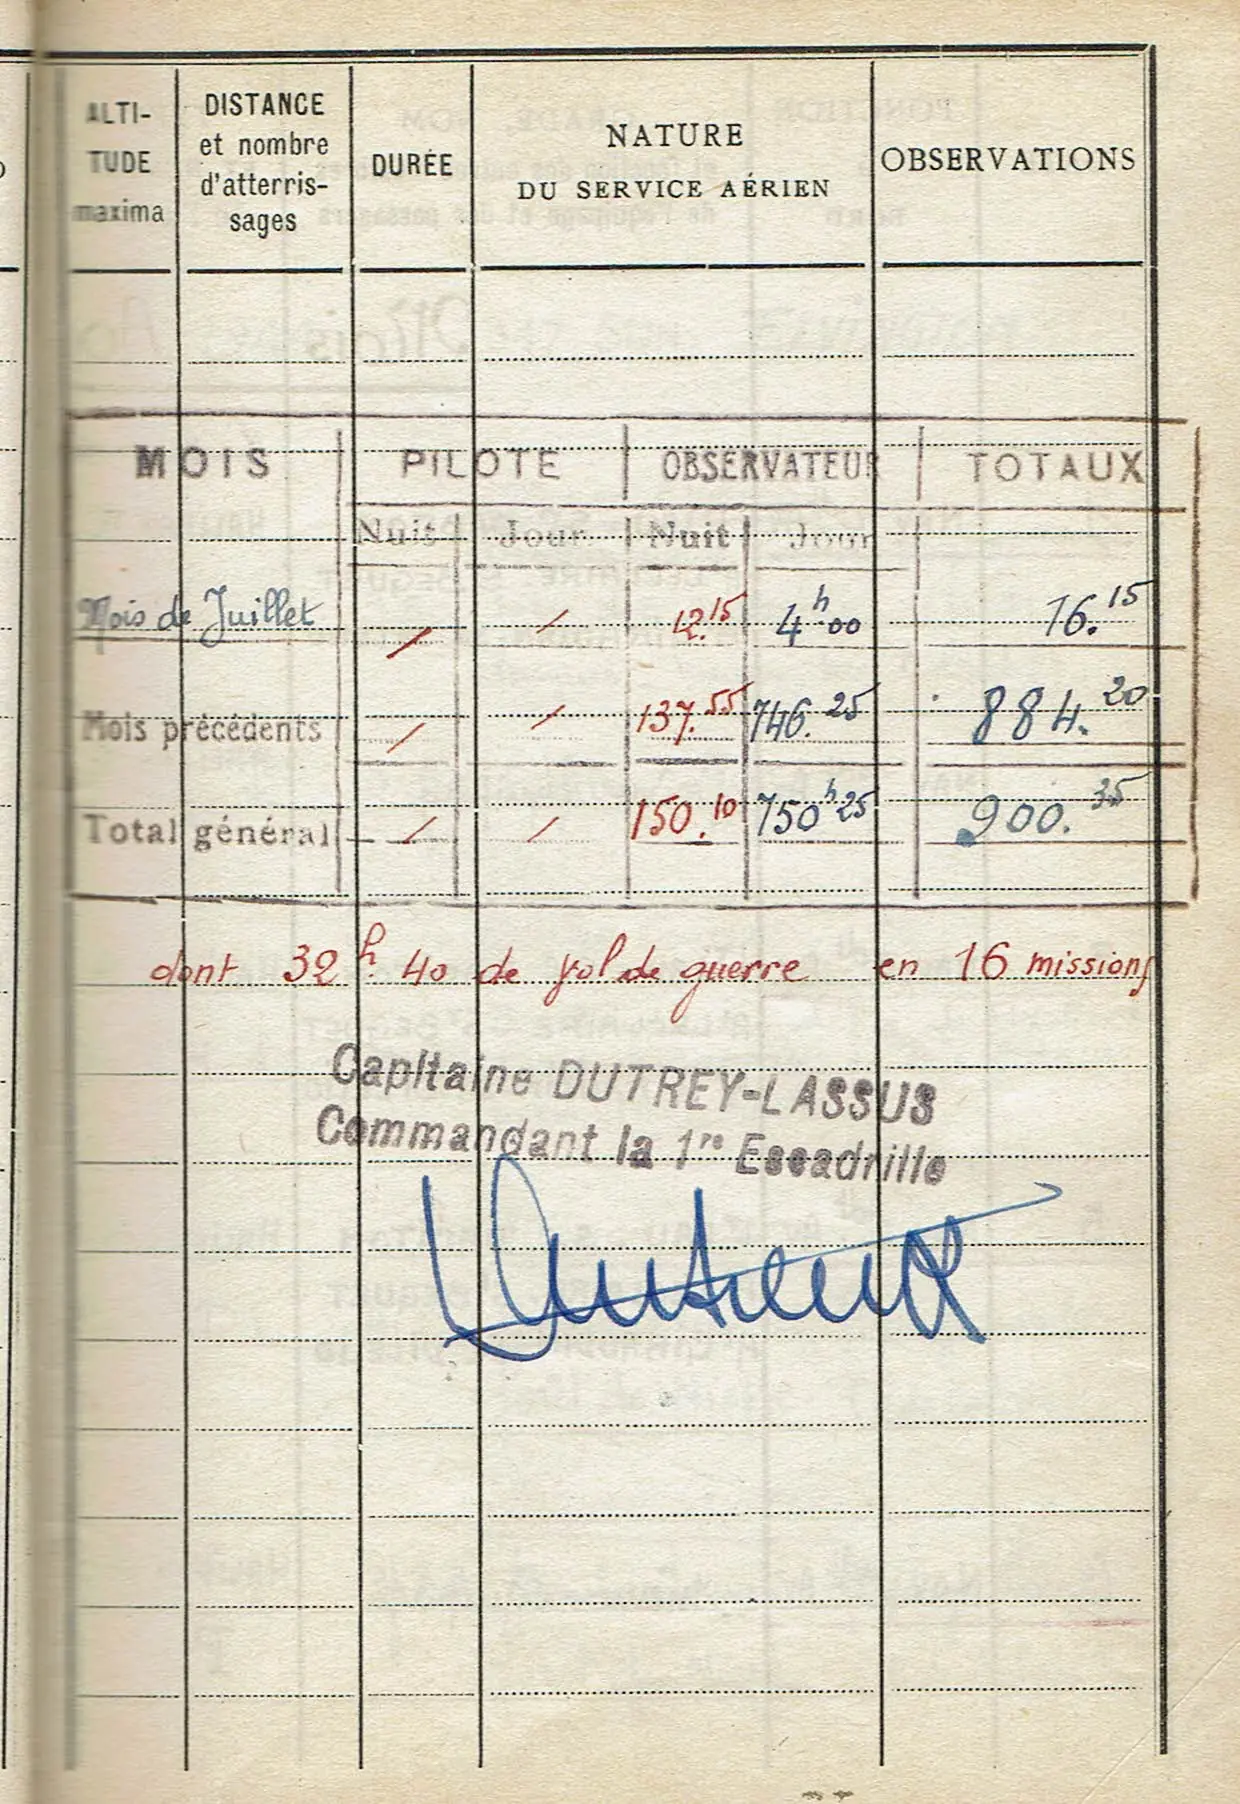 ALTI-
TUDE
maxima
DISTANCE
et nombre
d'atterris-
sages
DURÉE
NATURE
DU SERVICE AÉRIEN
OBSERVATIONS
MOIS PILOTE OBSERVATEUR TOTAUX
Nuit Jour Nuit Jour
Mois de Juillet / / 12.15 4h00 16.15
Mois précédents / / 137.55 746.25 884.20
Total général / / 150.10 750h25 900.35
dont 32h.40 de vol de guerre en 16 missions
Capitaine DUTREY-LASSUS
Commandant la 1re Escadrille